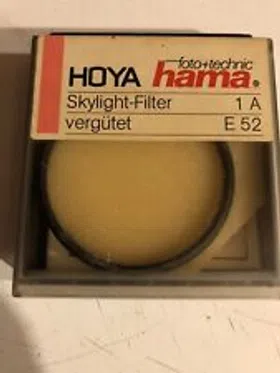 HOYA foto+technic hama®
Skylight-Filter 1 A
vergütet E 52